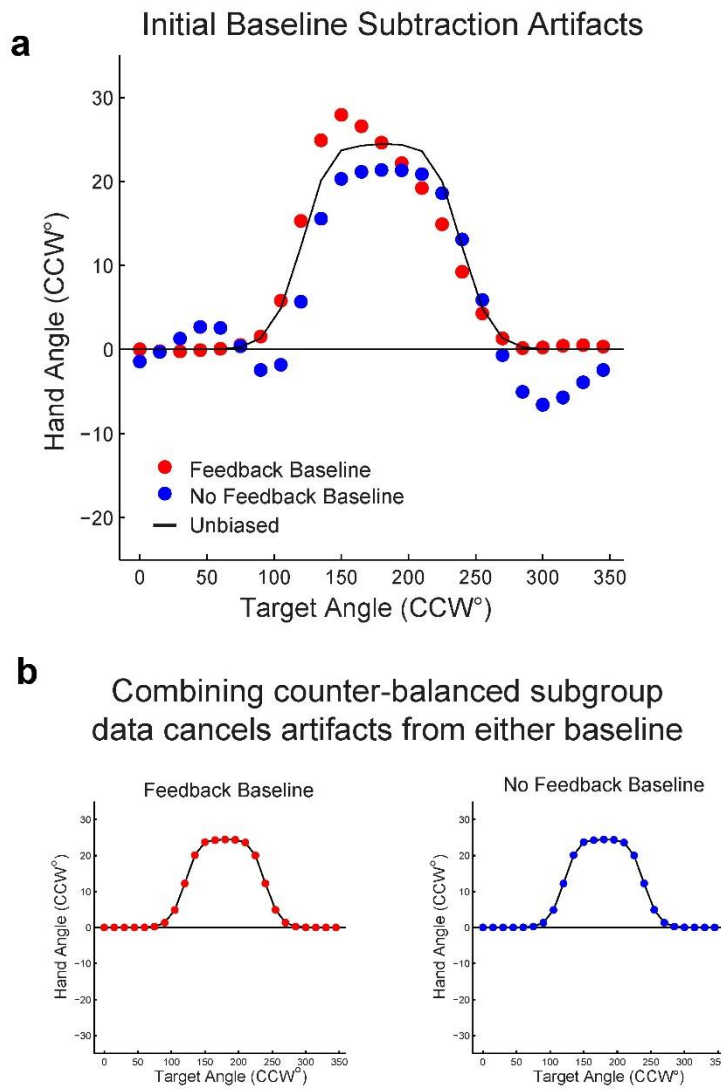 Initial Baseline Subtraction Artifacts
a
30
20
10
0
−10
−20
Hand Angle (CCW°)
Feedback Baseline
No Feedback Baseline
Unbiased
0 50 100 150 200 250 300 350
Target Angle (CCW°)
b
Combining counter-balanced subgroup
data cancels artifacts from either baseline
Feedback Baseline
30
20
10
0
−10
−20
−30
Hand Angle (CCW°)
0 50 100 150 200 250 300 350
Target Angle (CCW°)
No Feedback Baseline
30
20
10
0
−10
−20
−30
Hand Angle (CCW°)
0 50 100 150 200 250 300 350
Target Angle (CCW°)